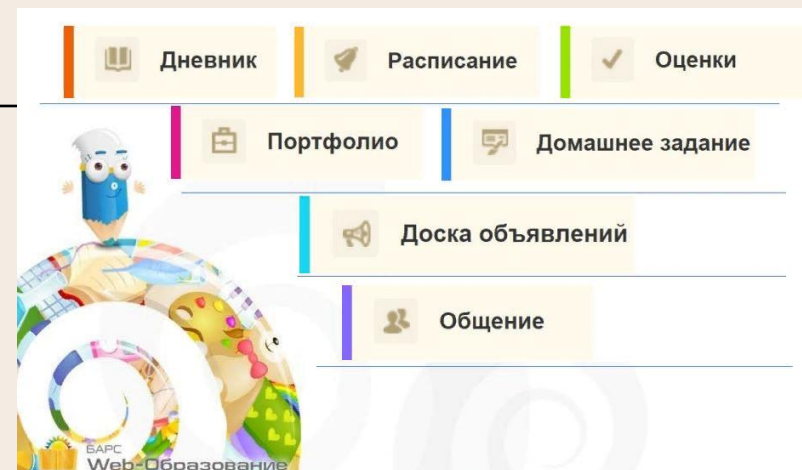 Дневник
Расписание
Оценки
Портфолио
Домашнее задание
Доска объявлений
Общение
БАРС
Web-Образование